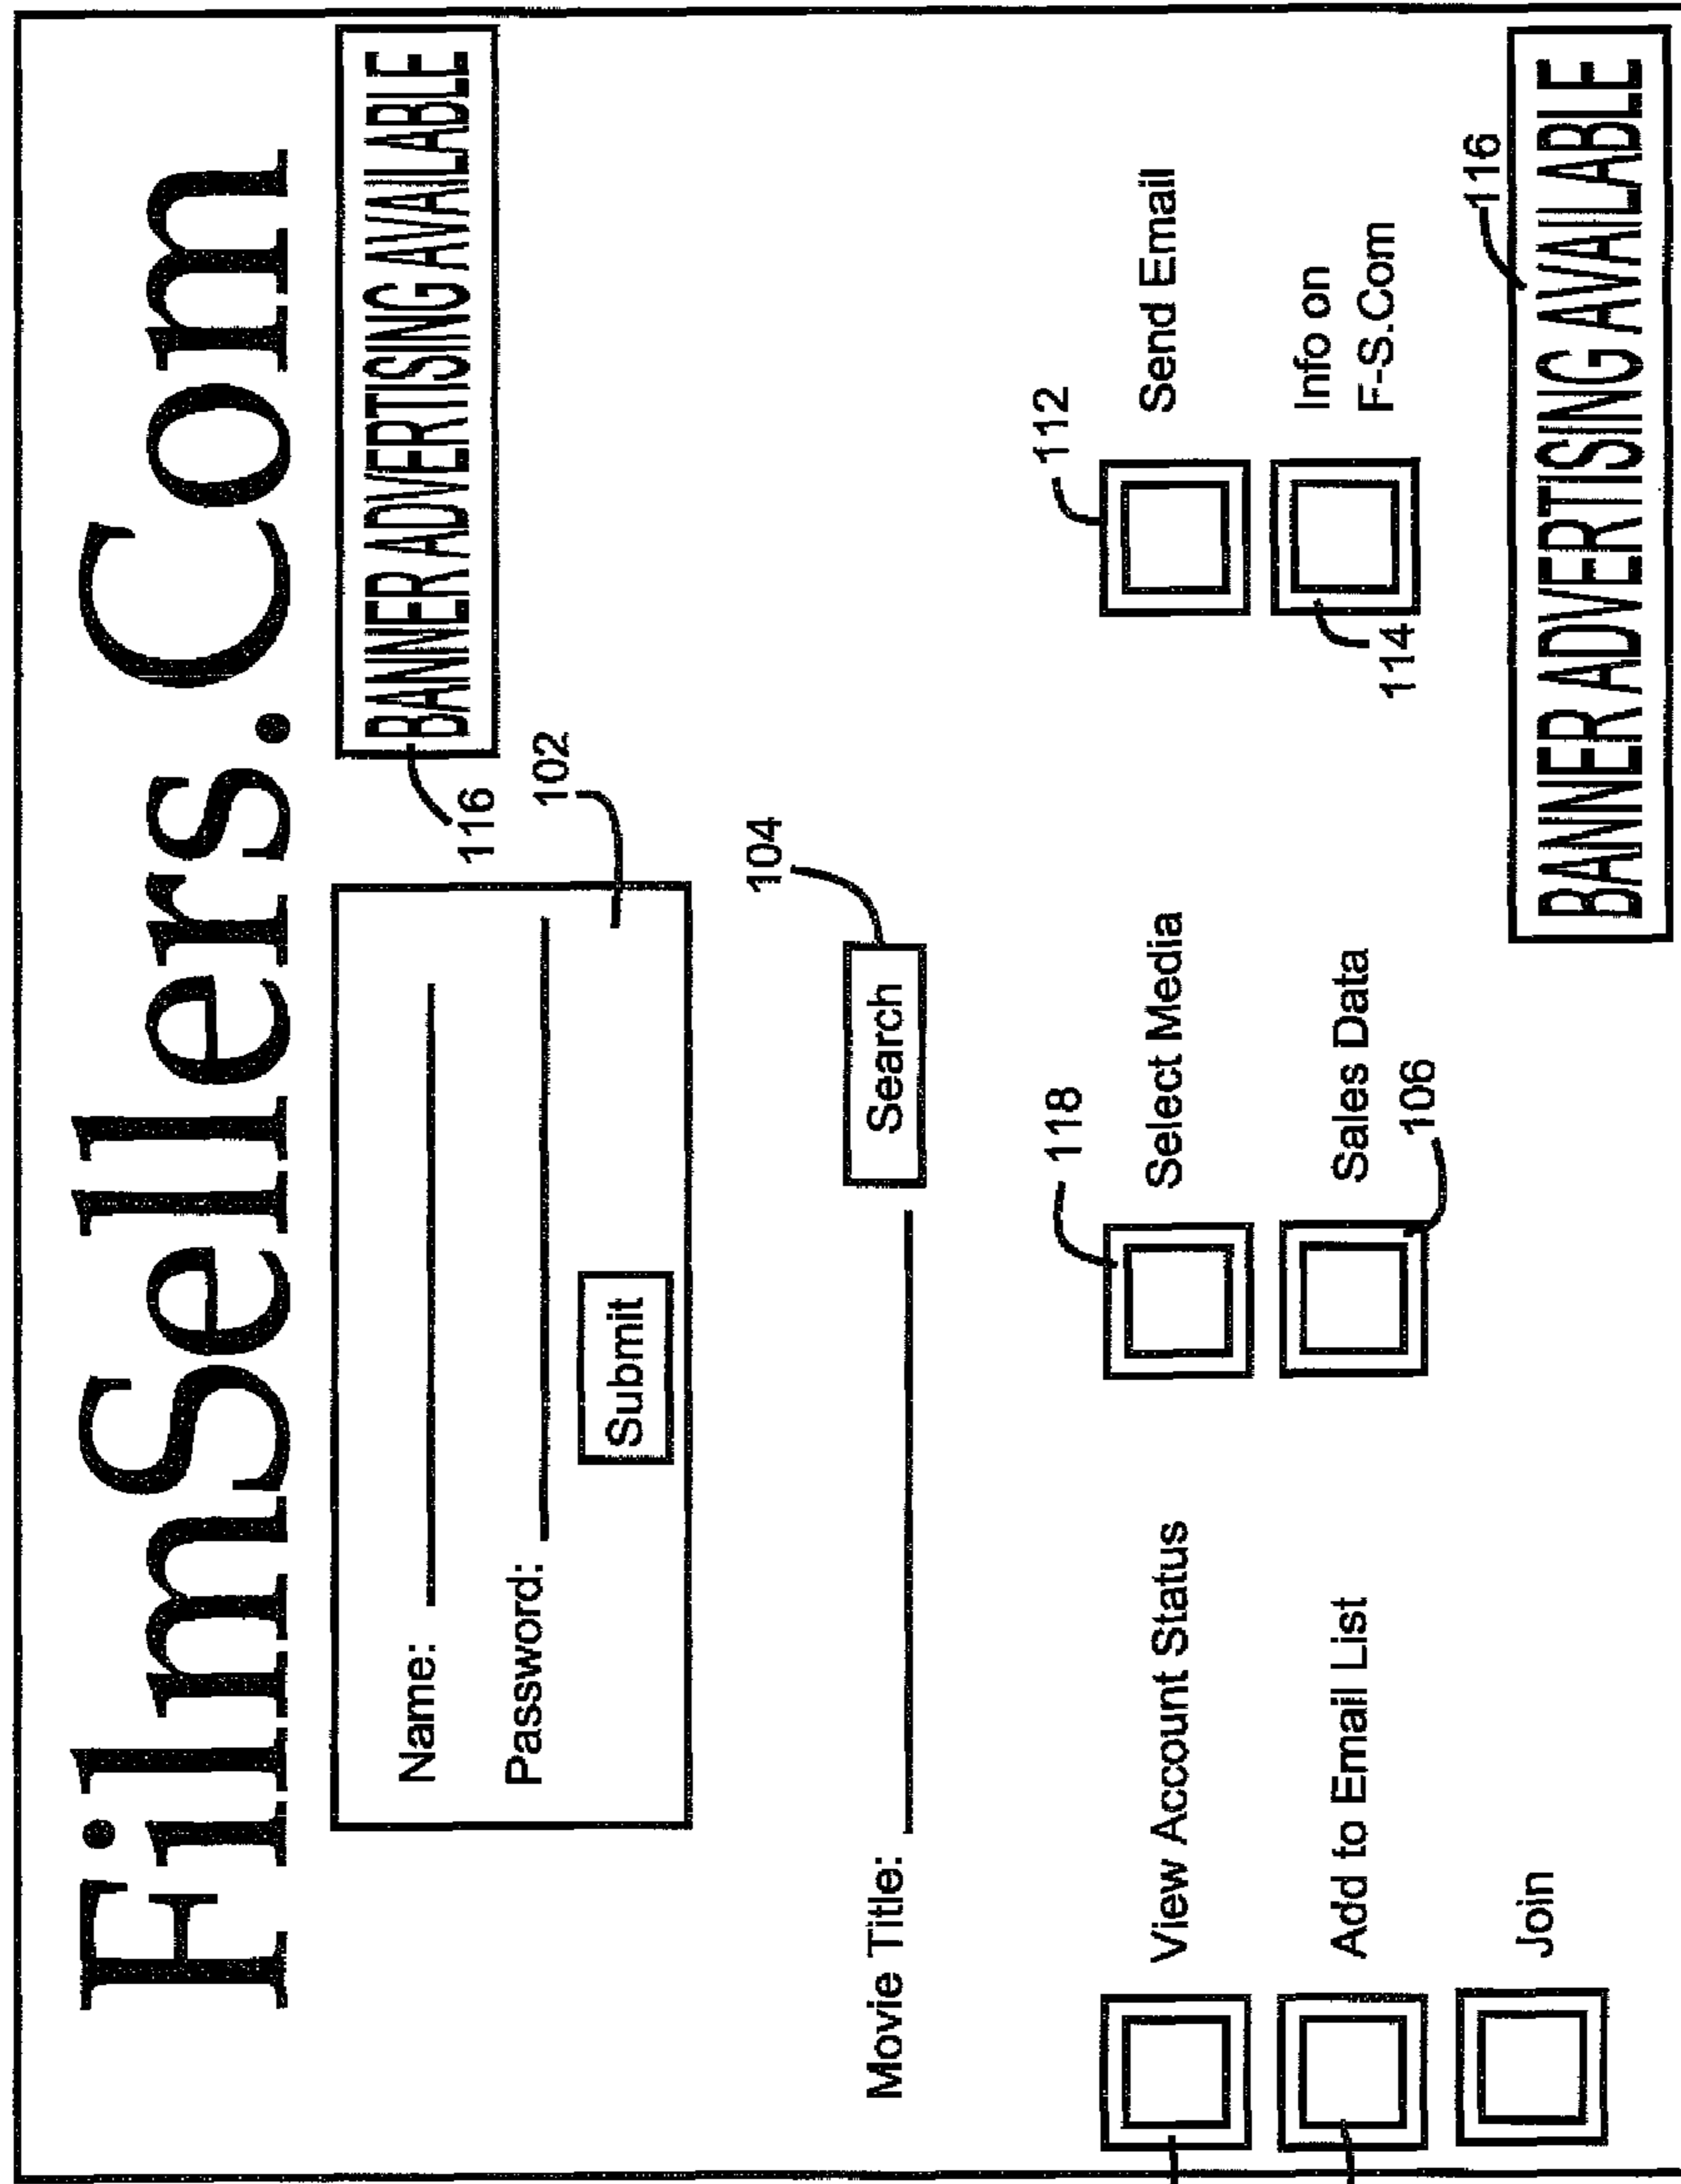 FilmSellers.Com
BANNER ADVERTISING AVAILABLE
116
Name:
102
Password:
Submit
104
Movie Title:
Search
118
112
View Account Status
Select Media
Send Email
Add to Email List
Sales Data
Info on
F-S.Com
106
114
Join
116
BANNER ADVERTISING AVAILABLE